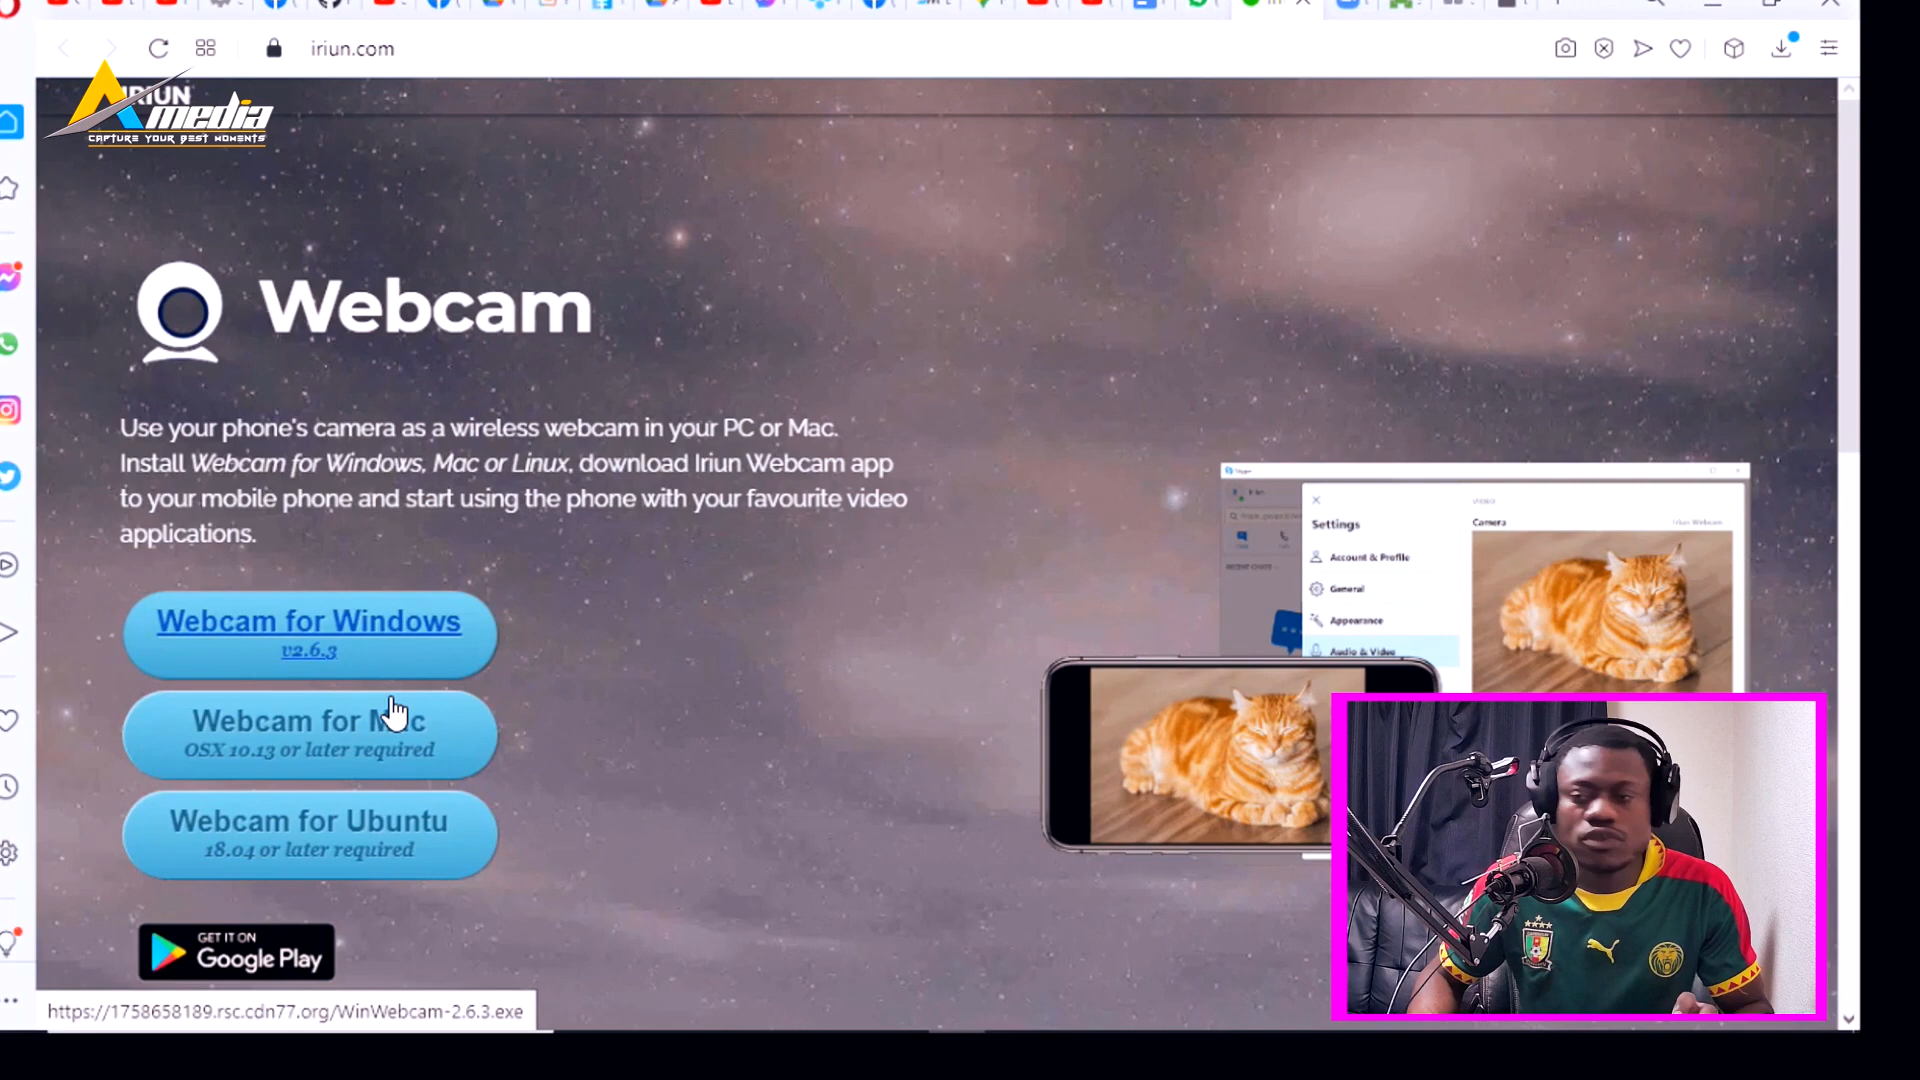 iriun.com
IRIUN
A media
CAPTURE YOUR BEST MOMENTS
Webcam
Use your phone's camera as a wireless webcam in your PC or Mac.
Install Webcam for Windows, Mac or Linux, download Iriun Webcam app
to your mobile phone and start using the phone with your favourite video
applications.
Webcam for Windows
v2.6.3
Webcam for Mac
OSX 10.13 or later required
Webcam for Ubuntu
18.04 or later required
GET IT ON
Google Play
https://1758658189.rsc.cdn77.org/WinWebcam-2.6.3.exe
Settings
Account & Profile
General
Appearance
Audio & Video
VIDEO
Camera
Iriun Webcam